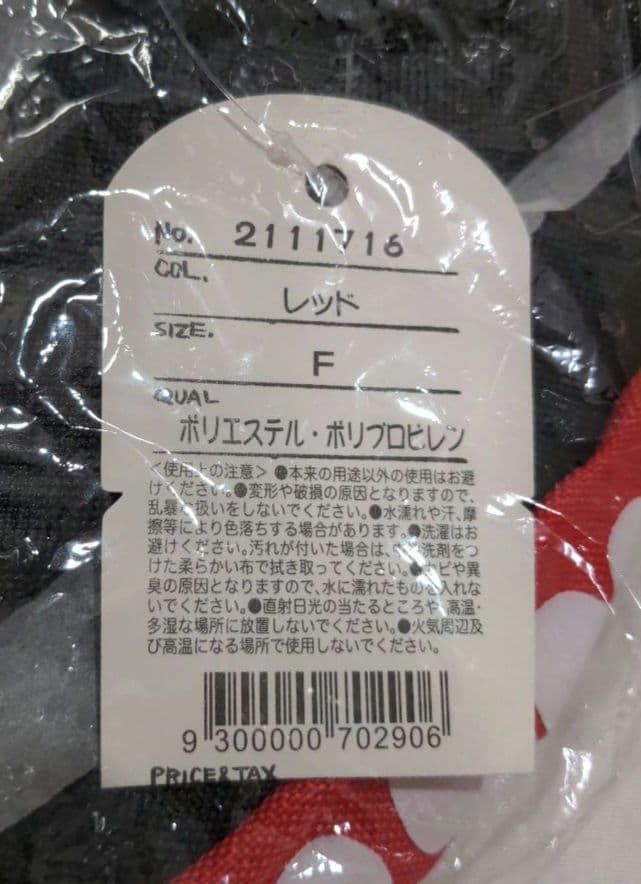 No. 2111716
COL.
レッド
SIZE.
F
QUAL
ポリエステル・ポリプロピレン
<使用上の注意> ●本来の用途以外の使用はお避
けください。●変形や破損の原因となりますので、
乱暴な扱いをしないでください。●水濡れや汗、摩
擦等により色落ちする場合があります。●洗濯はお
避けください。汚れが付いた場合は、中性洗剤をつ
けた柔らかい布で拭き取ってください。●カビや異
臭の原因となりますので、水に濡れたものを入れな
いでください。●直射日光の当たるところや、高温・
多湿な場所に放置しないでください。●火気周辺及
び高温になる場所で使用しないでください。
9 300000 702906
PRICE&TAX